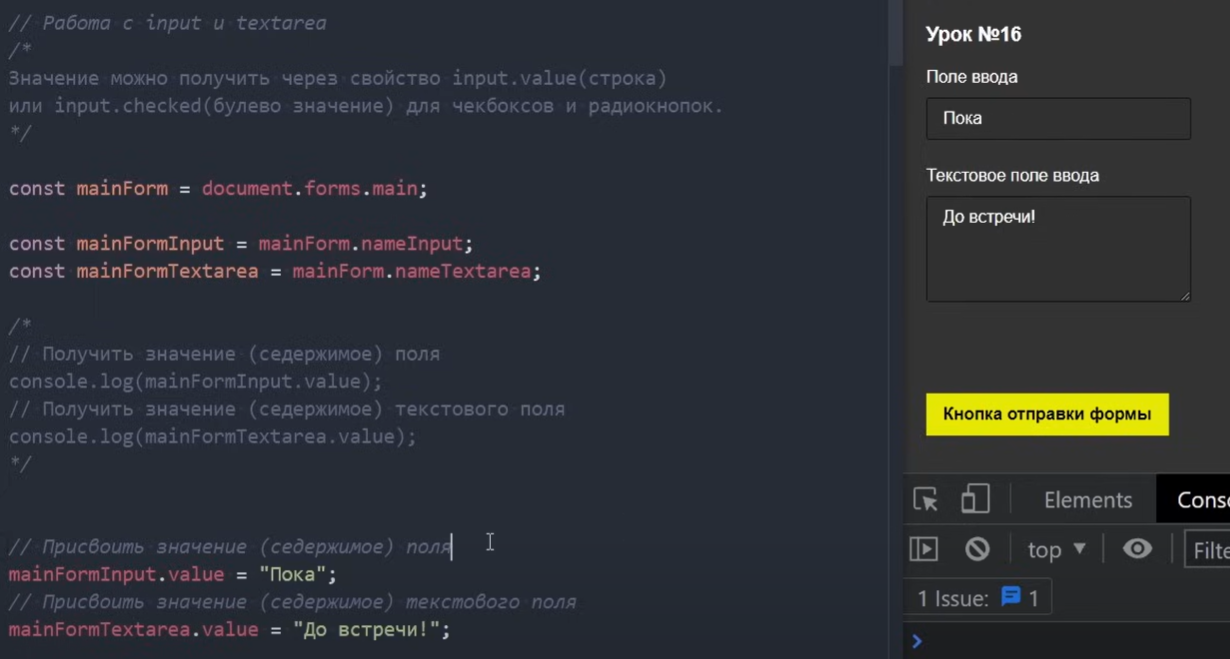 // Работа с input и textarea
/*
Значение можно получить через свойство input.value(строка)
или input.checked(булево значение) для чекбоксов и радиокнопок.
*/
const mainForm = document.forms.main;
const mainFormInput = mainForm.nameInput;
const mainFormTextarea = mainForm.nameTextarea;
/*
// Получить значение (седержимое) поля
console.log(mainFormInput.value);
// Получить значение (седержимое) текстового поля
console.log(mainFormTextarea.value);
*/
// Присвоить значение (седержимое) поля
mainFormInput.value = "Пока";
// Присвоить значение (седержимое) текстового поля
mainFormTextarea.value = "До встречи!";
Урок №16
Поле ввода
Пока
Текстовое поле ввода
До встречи!
Кнопка отправки формы
Elements Conso
top ▼ Filte
1 Issue: 1
>